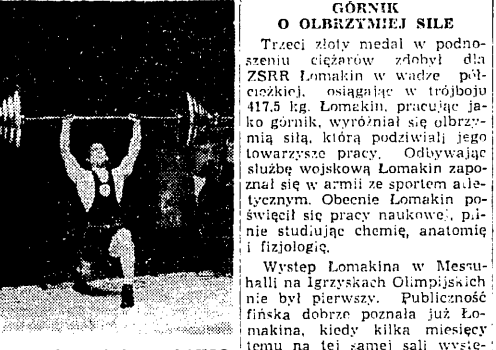 GÓRNIK
O OLBRZYMIEJ SILE
Trzeci złoty medal w podno-
szeniu ciężarów zdobył dla
ZSRR Łomakin w wadze pół-
ciężkiej, osiągając w trójboju
417,5 kg. Łomakin, pracując ja-
ko górnik, wyróżniał się olbrzy-
mią siłą, którą podziwiali jego
towarzysze pracy. Odbywając
służbę wojskową Łomakin zapo-
znał się w armii ze sportem atle-
tycznym. Obecnie Łomakin po-
święcił się pracy naukowej, pil-
nie studiując chemię, anatomię
i fizjologię.
Występ Łomakina w Messu-
halli na Igrzyskach Olimpijskich
nie był pierwszy. Publiczność
fińska dobrze poznała już Ło-
makina, kiedy kilka miesięcy
temu na tej samej sali wystę-